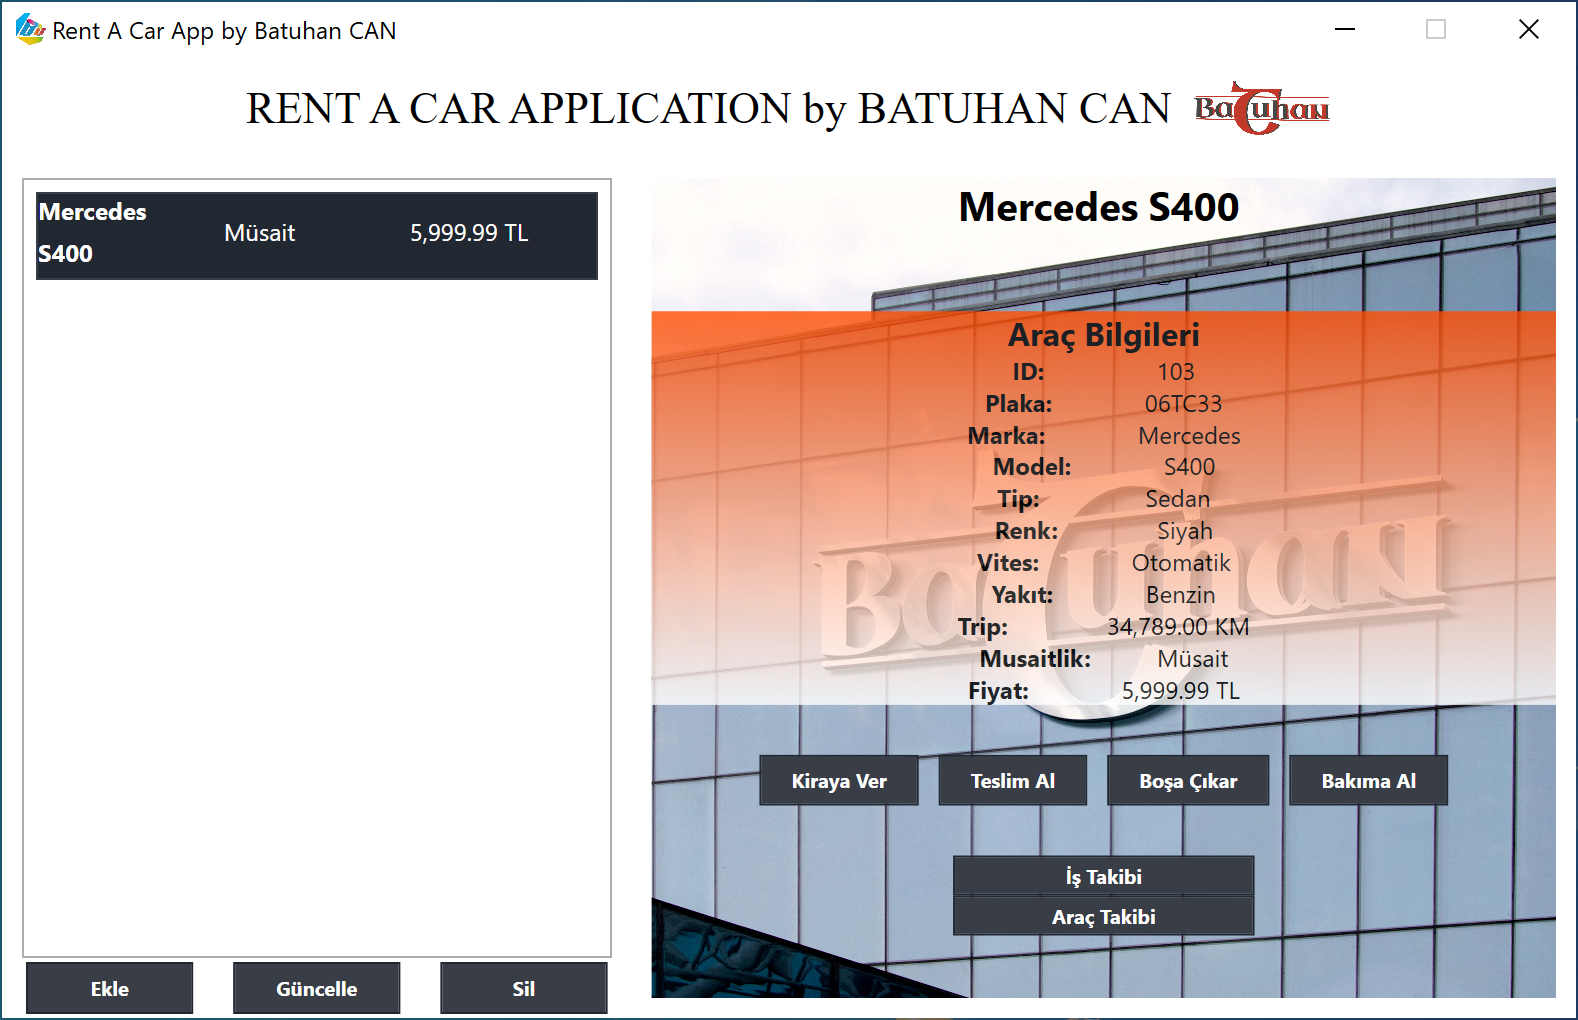 Rent A Car App by Batuhan CAN
RENT A CAR APPLICATION by BATUHAN CAN
Batuhan
Mercedes S400
Müsait
5,999.99 TL
Mercedes S400
Araç Bilgileri
ID: 103
Plaka: 06TC33
Marka: Mercedes
Model: S400
Tip: Sedan
Renk: Siyah
Vites: Otomatik
Yakıt: Benzin
Trip: 34,789.00 KM
Musaitlik: Müsait
Fiyat: 5,999.99 TL
Batuhan
Kiraya Ver
Teslim Al
Boşa Çıkar
Bakıma Al
İş Takibi
Araç Takibi
Ekle
Güncelle
Sil